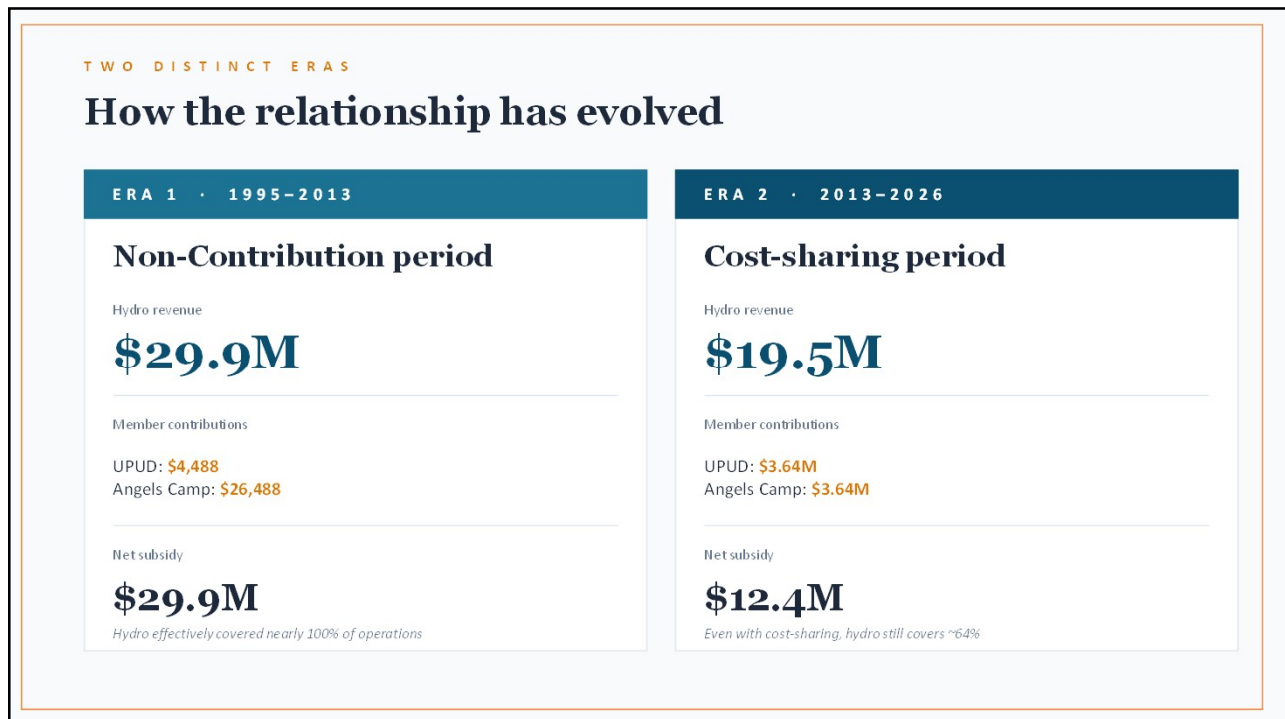 TWO DISTINCT ERAS
How the relationship has evolved
ERA 1 · 1995–2013
Non-Contribution period
Hydro revenue
$29.9M
Member contributions
UPUD: $4,488
Angels Camp: $26,488
Net subsidy
$29.9M
Hydro effectively covered nearly 100% of operations
ERA 2 · 2013–2026
Cost-sharing period
Hydro revenue
$19.5M
Member contributions
UPUD: $3.64M
Angels Camp: $3.64M
Net subsidy
$12.4M
Even with cost-sharing, hydro still covers ~64%